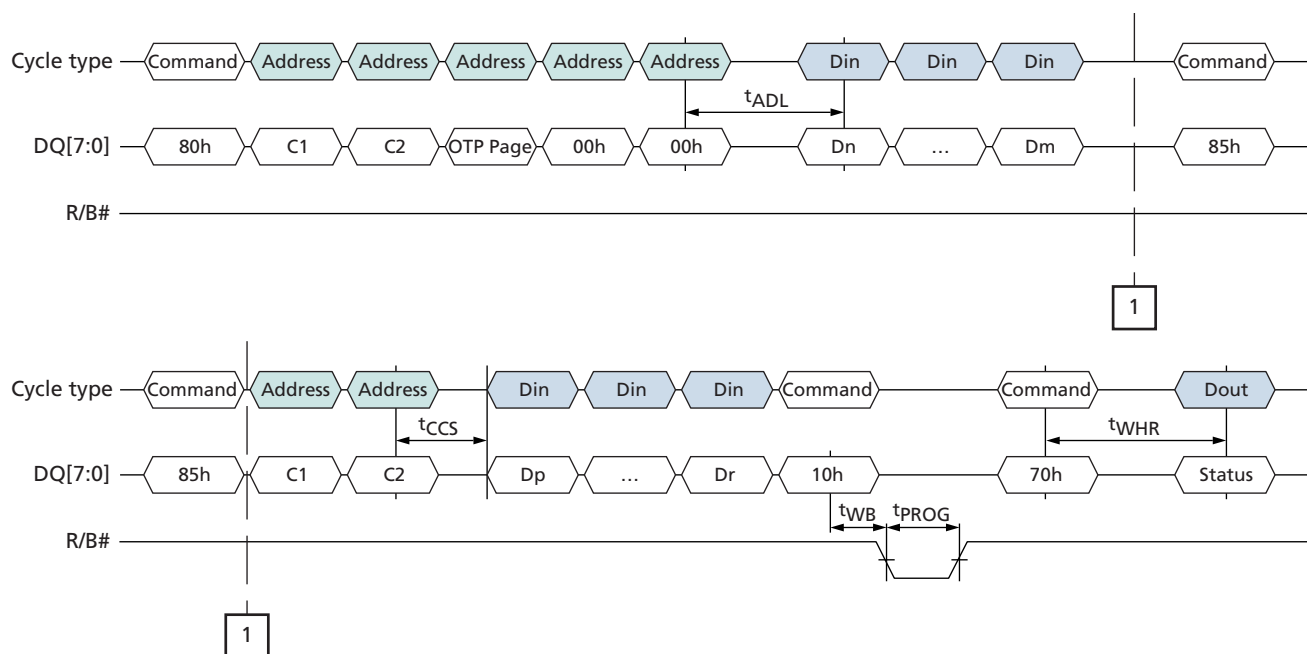 Cycle type Command Address Address Address Address Address Din Din Din Command
tADL
DQ[7:0] 80h C1 C2 OTP Page 00h 00h Dn … Dm 85h
R/B#
1
Cycle type Command Address Address Din Din Din Command Command Dout
tCCS tWHR
DQ[7:0] 85h C1 C2 Dp … Dr 10h 70h Status
tWB tPROG
R/B#
1